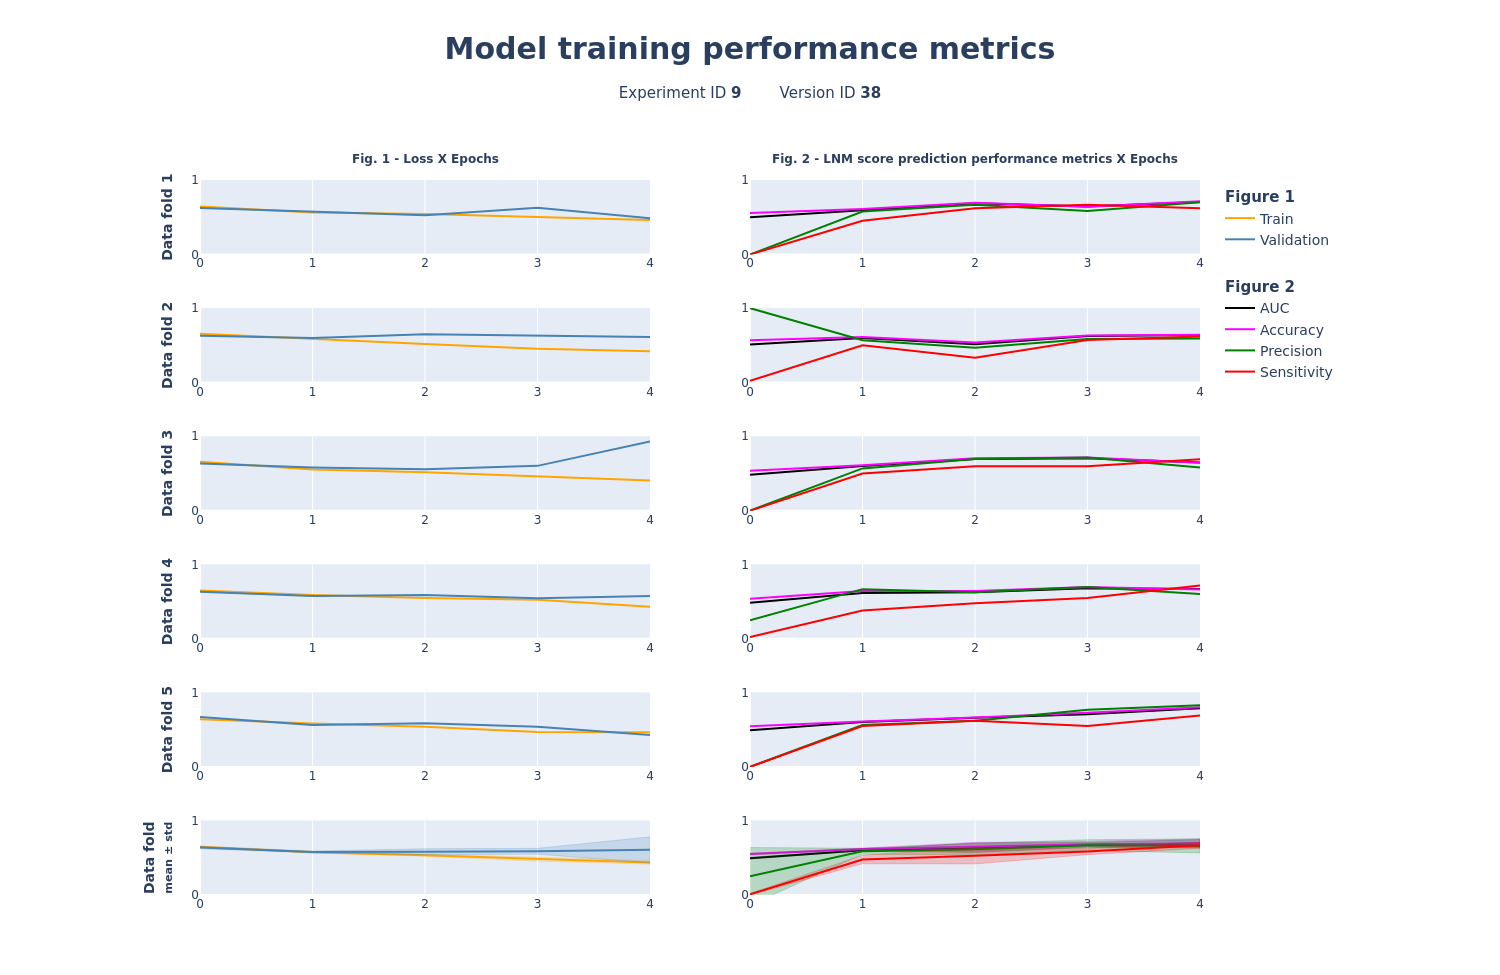 Model training performance metrics
Experiment ID 9 Version ID 38
Fig. 1 - Loss X Epochs
Fig. 2 - LNM score prediction performance metrics X Epochs
Data fold 1
1
0
0 1 2 3 4
1
0
0 1 2 3 4
Figure 1
Train
Validation
Figure 2
AUC
Accuracy
Precision
Sensitivity
Data fold 2
1
0
0 1 2 3 4
1
0
0 1 2 3 4
Data fold 3
1
0
0 1 2 3 4
1
0
0 1 2 3 4
Data fold 4
1
0
0 1 2 3 4
1
0
0 1 2 3 4
Data fold 5
1
0
0 1 2 3 4
1
0
0 1 2 3 4
Data fold
mean ± std
1
0
0 1 2 3 4
1
0
0 1 2 3 4